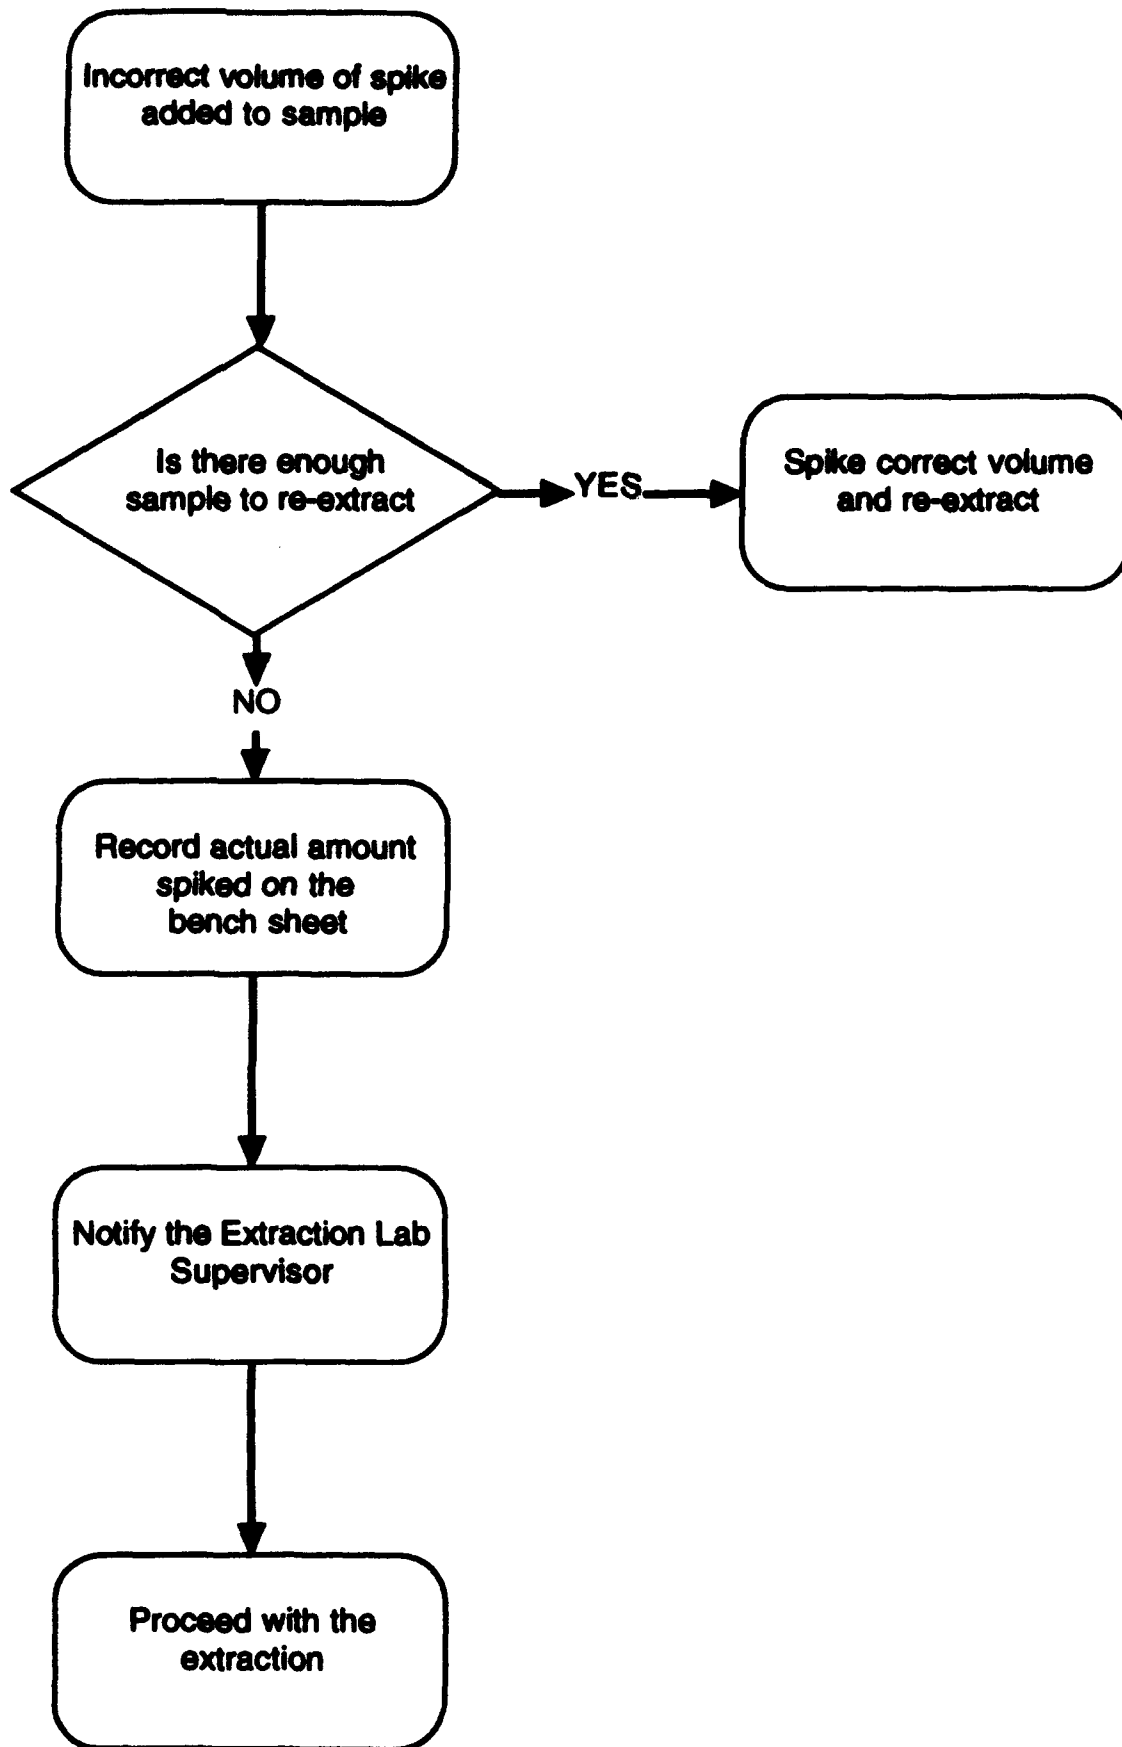 Incorrect volume of spike
added to sample
Is there enough
sample to re-extract
YES
Spike correct volume
and re-extract
NO
Record actual amount
spiked on the
bench sheet
Notify the Extraction Lab
Supervisor
Proceed with the
extraction